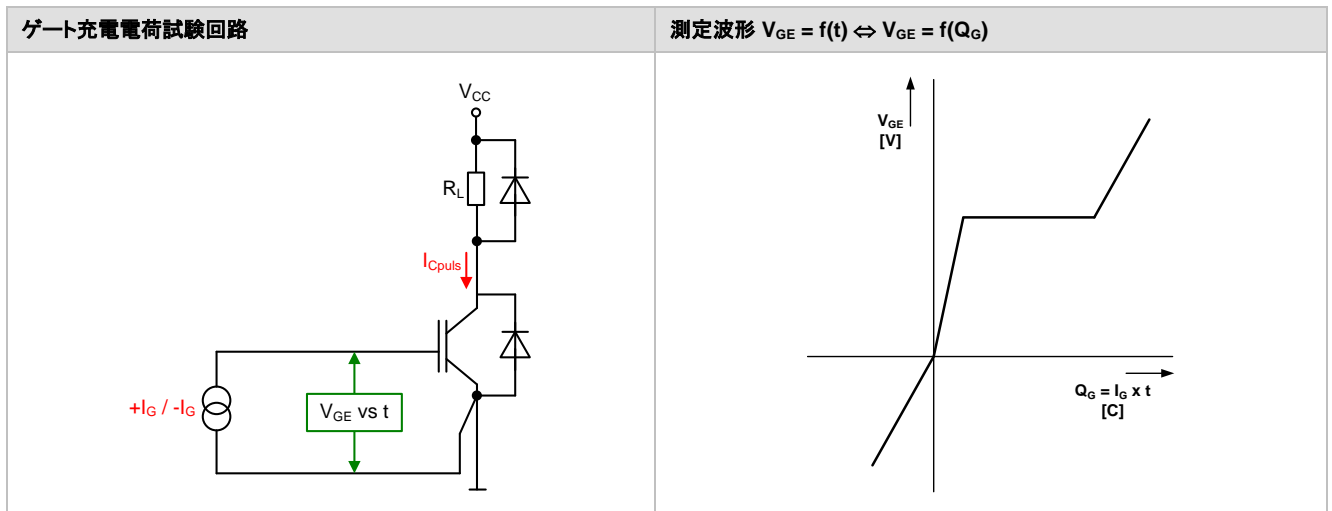 ゲート充電電荷試験回路
測定波形 VGE = f(t) ⇔ VGE = f(QG)
VCC
RL
ICpuls
+IG / -IG
VGE vs t
VGE
[V]
QG = IG x t
[C]